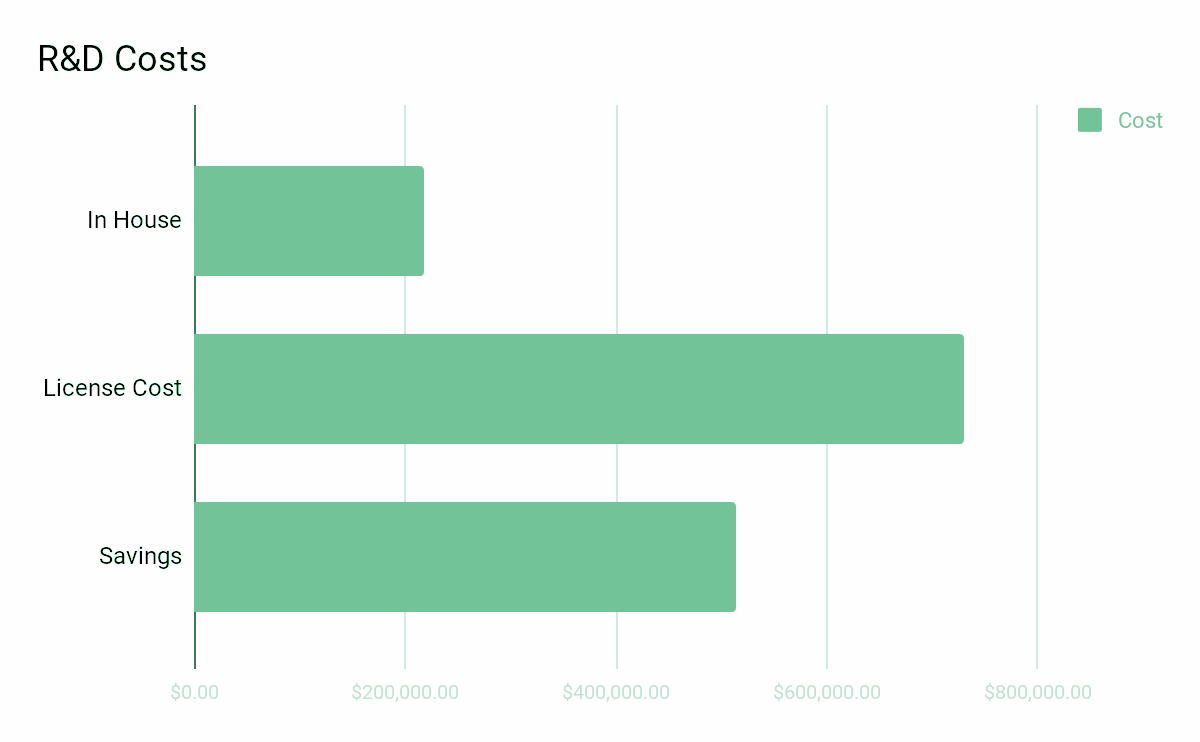 R&D Costs
Cost
In House
License Cost
Savings
$0.00
$200,000.00
$400,000.00
$600,000.00
$800,000.00